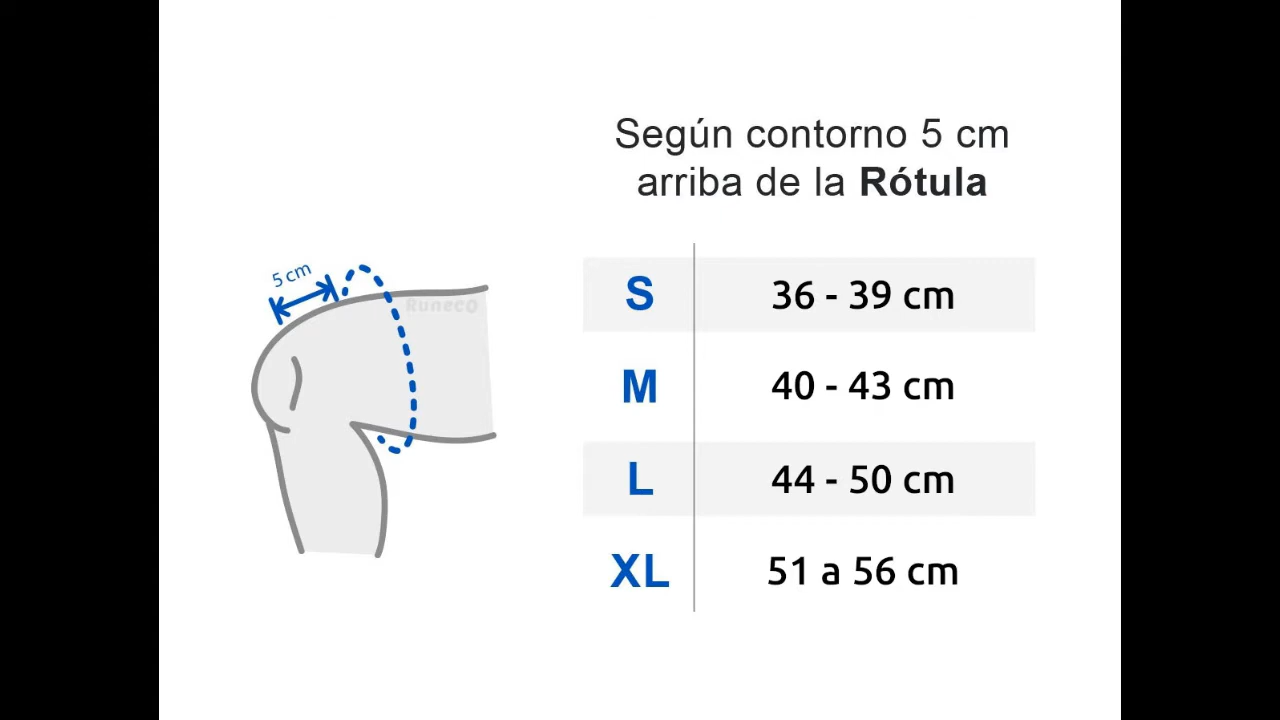 Según contorno 5 cm
arriba de la Rótula
5 cm
Runeco
S 36 - 39 cm
M 40 - 43 cm
L 44 - 50 cm
XL 51 a 56 cm